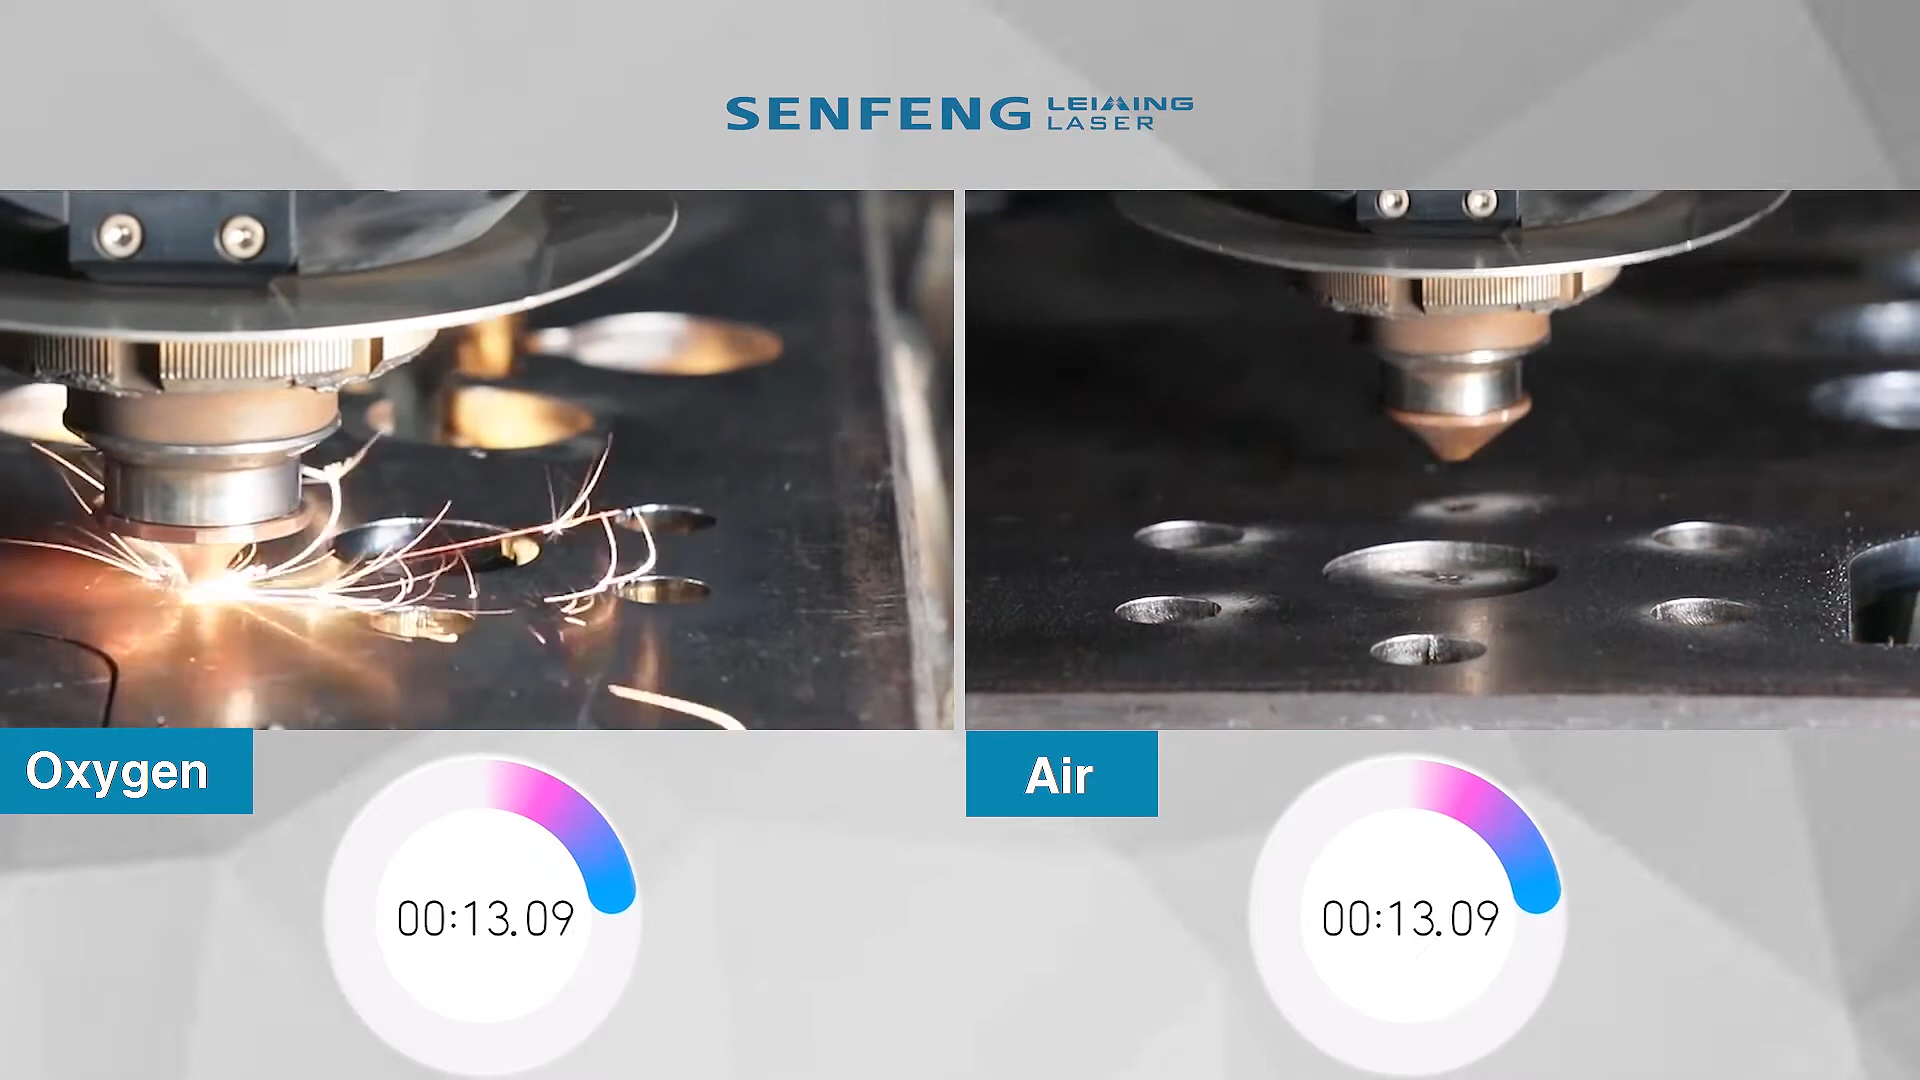 SENFENG LEIMING
LASER
Oxygen
Air
00:13.09
00:13.09